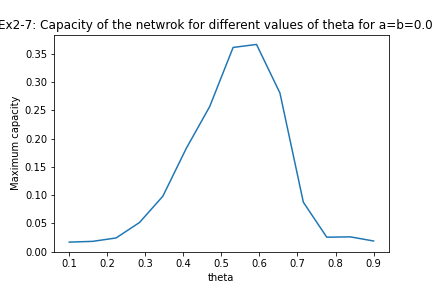 Ex2-7: Capacity of the netwrok for different values of theta for a=b=0.0
0.35
0.30
0.25
0.20
0.15
0.10
0.05
0.00
Maximum capacity
0.1 0.2 0.3 0.4 0.5 0.6 0.7 0.8 0.9
theta